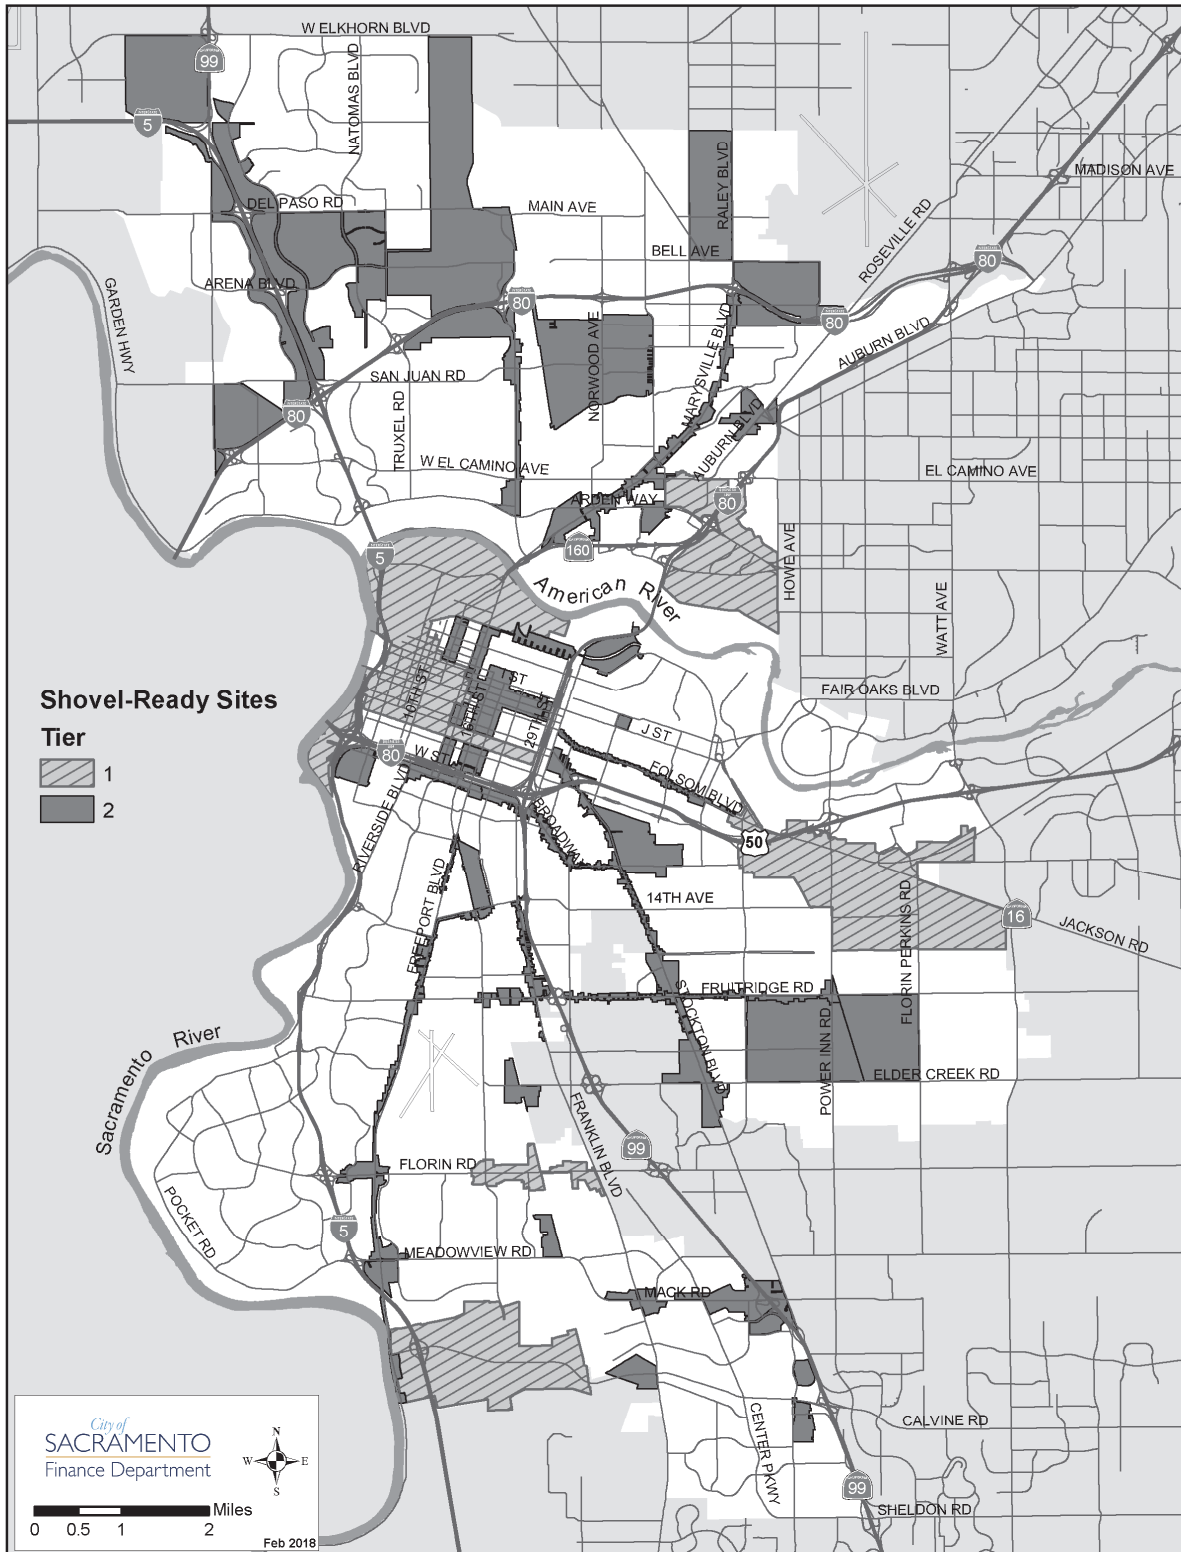 W ELKHORN BLVD
99
NATOMAS BLVD
5
RALEY BLVD
MADISON AVE
DEL PASO RD
MAIN AVE
ROSEVILLE RD
BELL AVE
80
GARDEN HWY
ARENA BLVD
80
80
NORWOOD AVE
MARYSVILLE BLVD
AUBURN BLVD
SAN JUAN RD
80
TRUXEL RD
AUBURN BLVD
W EL CAMINO AVE
EL CAMINO AVE
ARDEN WAY
80
160
5
HOWE AVE
American River
WATT AVE
FAIR OAKS BLVD
Shovel-Ready Sites
Tier
1
2
10TH ST
16TH ST
ST
29TH ST
J ST
80
W ST
FOLSOM BLVD
RIVERSIDE BLVD
BROADWAY
50
FREEPORT BLVD
14TH AVE
FLORIN PERKINS RD
16
JACKSON RD
FRUITRIDGE RD
STOCKTON BLVD
POWER INN RD
Sacramento River
ELDER CREEK RD
FRANKLIN BLVD
99
FLORIN RD
POCKET RD
5
MEADOWVIEW RD
MACK RD
CENTER PKWY
CALVINE RD
99
SHELDON RD
City of
SACRAMENTO
Finance Department
N
W E
S
Miles
0 0.5 1 2
Feb 2018